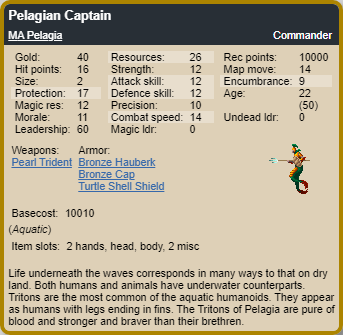 Pelagian Captain
MA Pelagia Commander
Gold: 40 Resources: 26 Rec points: 10000
Hit points: 16 Strength: 12 Map move: 14
Size: 2 Attack skill: 12 Encumbrance: 9
Protection: 17 Defence skill: 12 Age: 22
Magic res: 12 Precision: 10 (50)
Morale: 11 Combat speed: 14 Undead ldr: 0
Leadership: 60 Magic ldr: 0
Weapons: Armor:
Pearl Trident Bronze Hauberk
Bronze Cap
Turtle Shell Shield
Basecost: 10010
(Aquatic)
Item slots: 2 hands, head, body, 2 misc
Life underneath the waves corresponds in many ways to that on dry
land. Both humans and animals have underwater counterparts.
Tritons are the most common of the aquatic humanoids. They appear
as humans with legs ending in fins. The Tritons of Pelagia are pure of
blood and stronger and braver than their brethren.